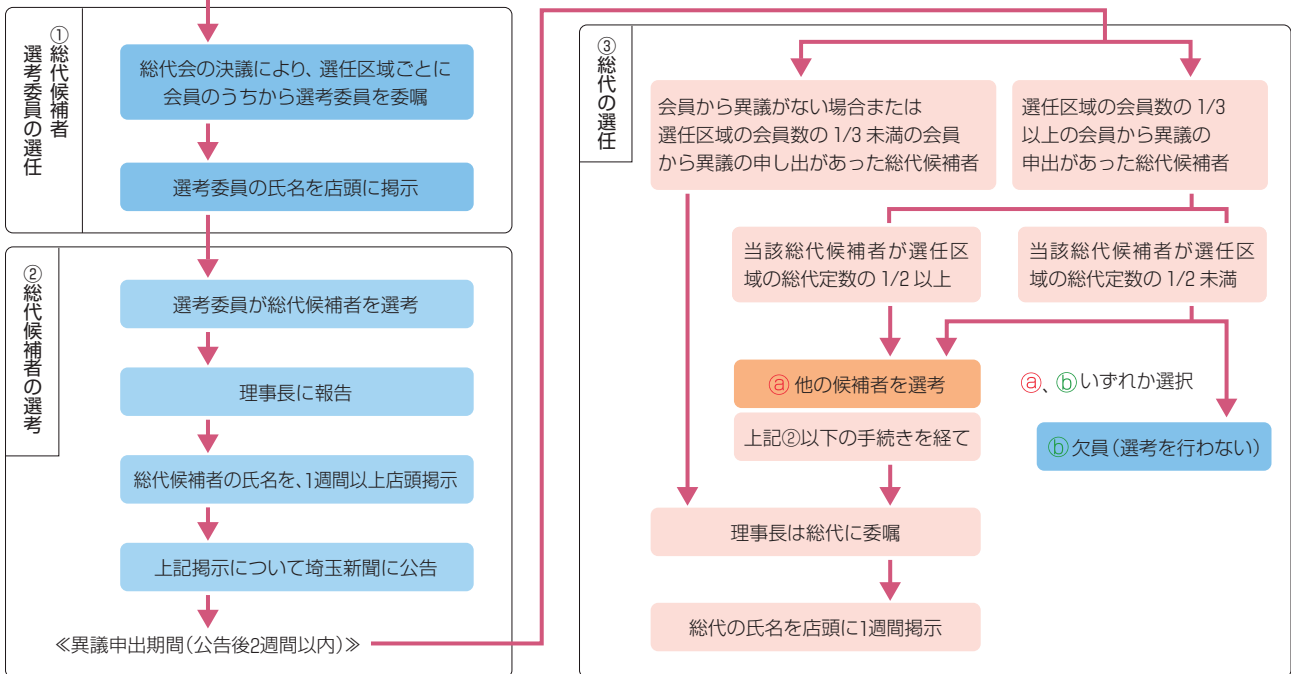 ①総代候補者
選考委員の選任
総代会の決議により、選任区域ごとに
会員のうちから選考委員を委嘱
選考委員の氏名を店頭に掲示
②総代候補者の選考
選考委員が総代候補者を選考
理事長に報告
総代候補者の氏名を、1週間以上店頭掲示
上記掲示について埼玉新聞に公告
≪異議申出期間(公告後2週間以内)≫
③総代の選任
会員から異議がない場合または
選任区域の会員数の 1/3 未満の会員
から異議の申し出があった総代候補者
選任区域の会員数の 1/3
以上の会員から異議の
申出があった総代候補者
当該総代候補者が選任区
域の総代定数の 1/2 以上
当該総代候補者が選任区
域の総代定数の 1/2 未満
ⓐ他の候補者を選考
ⓐ、ⓑいずれか選択
上記②以下の手続きを経て
ⓑ欠員(選考を行わない)
理事長は総代に委嘱
総代の氏名を店頭に1週間掲示